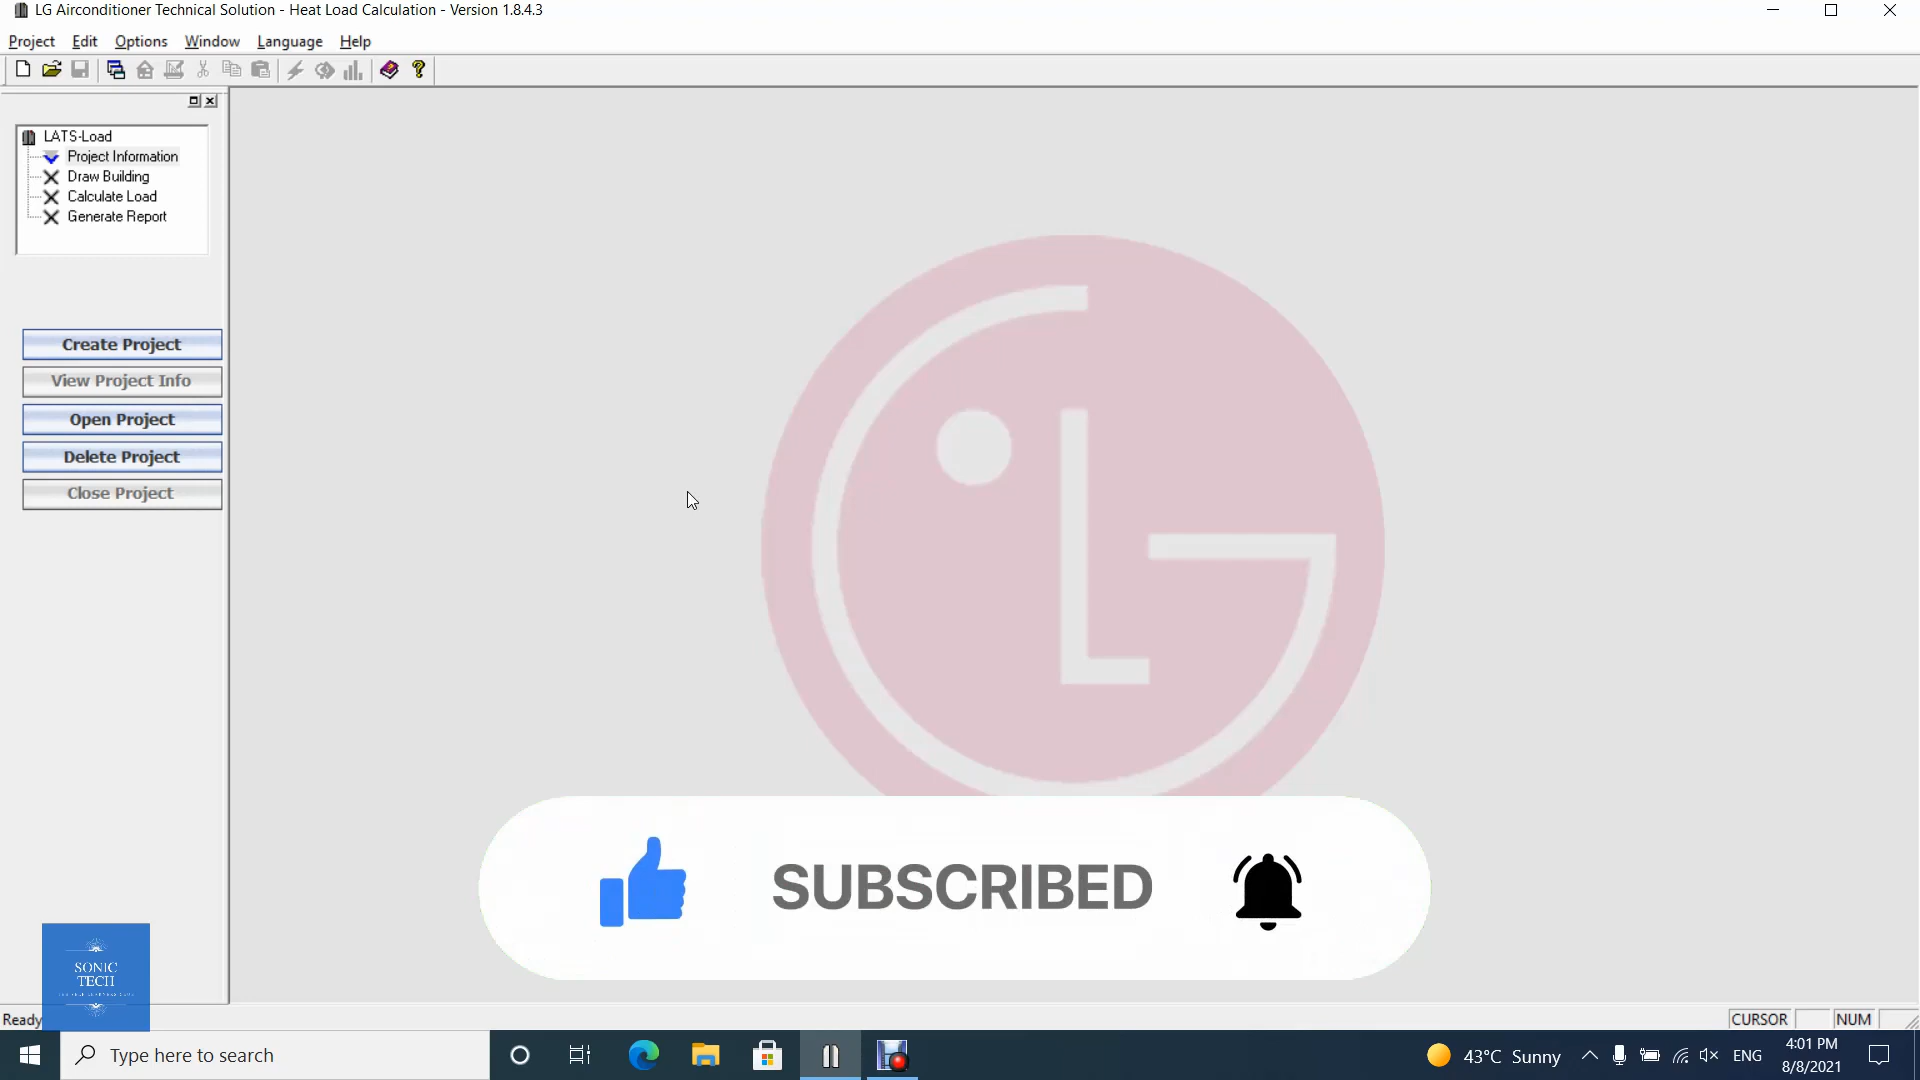 LG Airconditioner Technical Solution - Heat Load Calculation - Version 1.8.4.3
Project Edit Options Window Language Help
LATS-Load
Project Information
Draw Building
Calculate Load
Generate Report
Create Project
View Project Info
Open Project
Delete Project
Close Project
LG
SUBSCRIBED
SONIC
TECH
Ready
CURSOR NUM
Type here to search
43°C Sunny
ENG
4:01 PM
8/8/2021